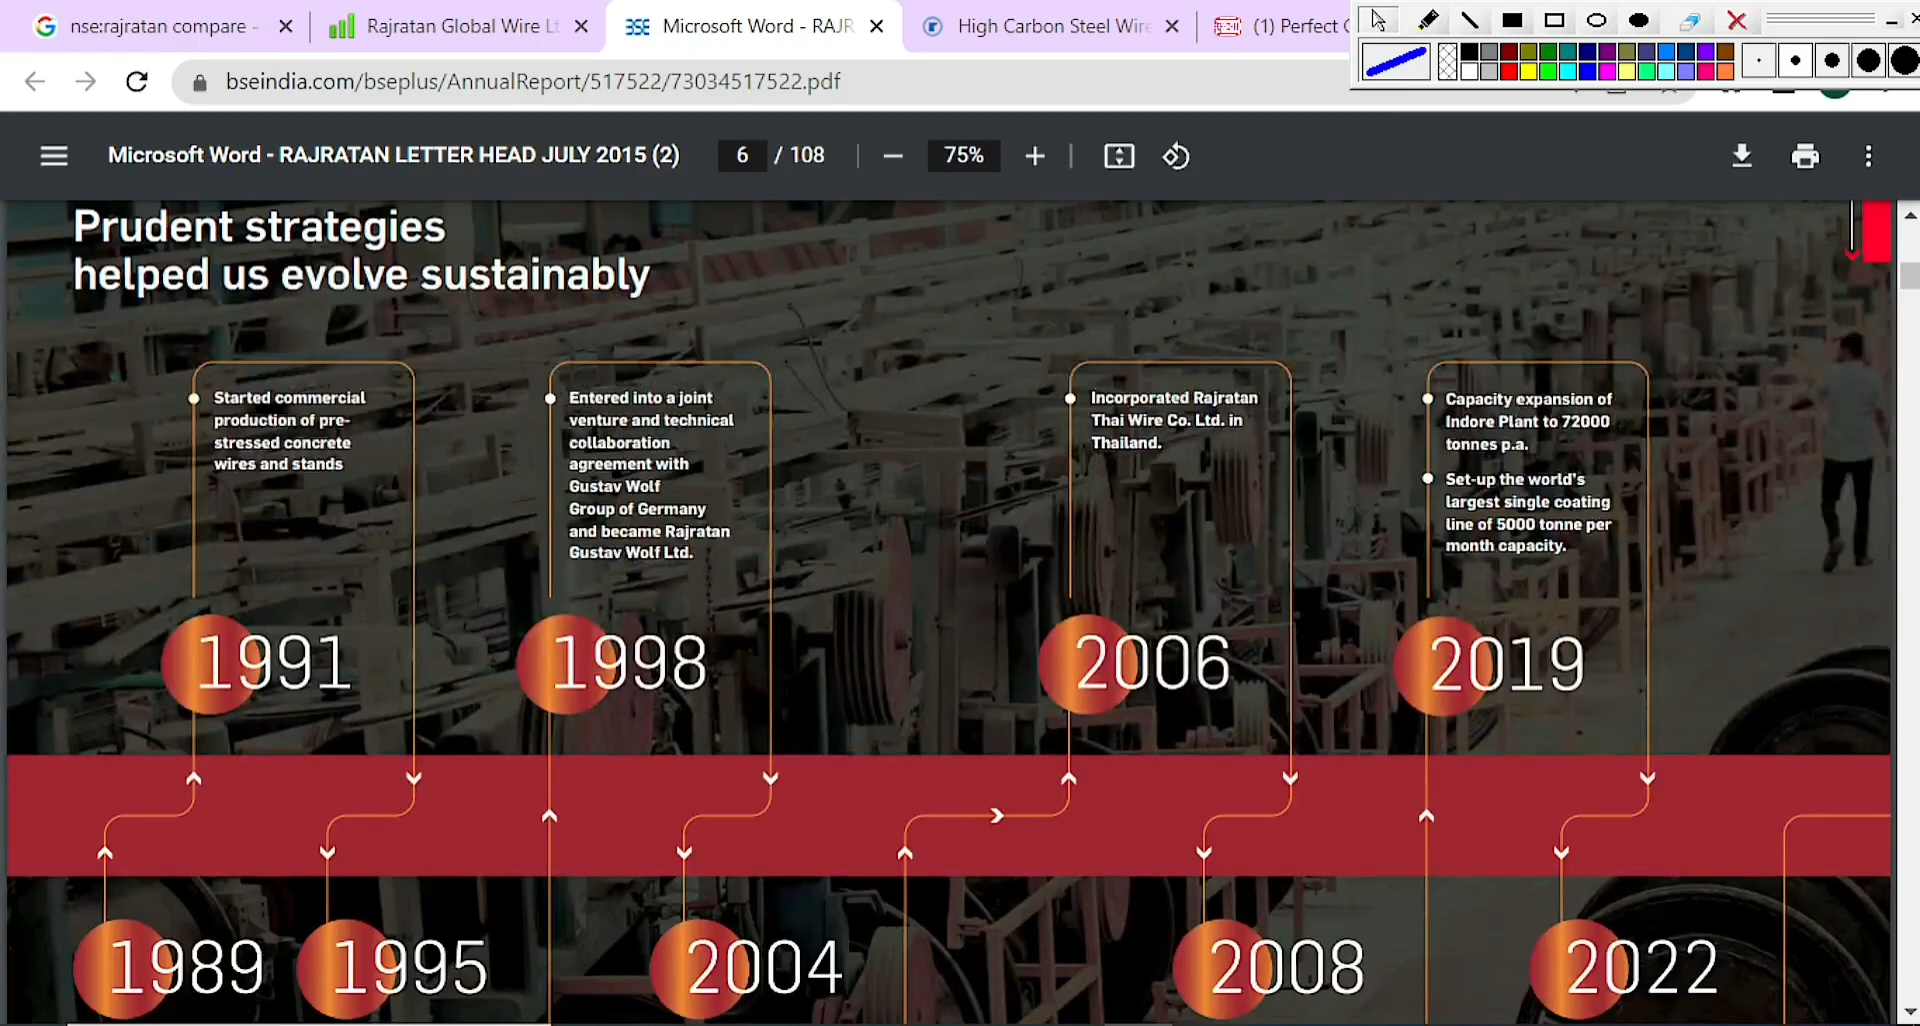 nse:rajratan compare -
Rajratan Global Wire Lt
Microsoft Word - RAJR
High Carbon Steel Wire
(1) Perfect C
bseindia.com/bseplus/AnnualReport/517522/73034517522.pdf
Microsoft Word - RAJRATAN LETTER HEAD JULY 2015 (2)
6 / 108
75%
Prudent strategies
helped us evolve sustainably
Started commercial
production of pre-
stressed concrete
wires and stands
1991
Entered into a joint
venture and technical
collaboration
agreement with
Gustav Wolf
Group of Germany
and became Rajratan
Gustav Wolf Ltd.
1998
Incorporated Rajratan
Thai Wire Co. Ltd. in
Thailand.
2006
Capacity expansion of
Indore Plant to 72000
tonnes p.a.
Set-up the world's
largest single coating
line of 5000 tonne per
month capacity.
2019
1989
1995
2004
2008
2022